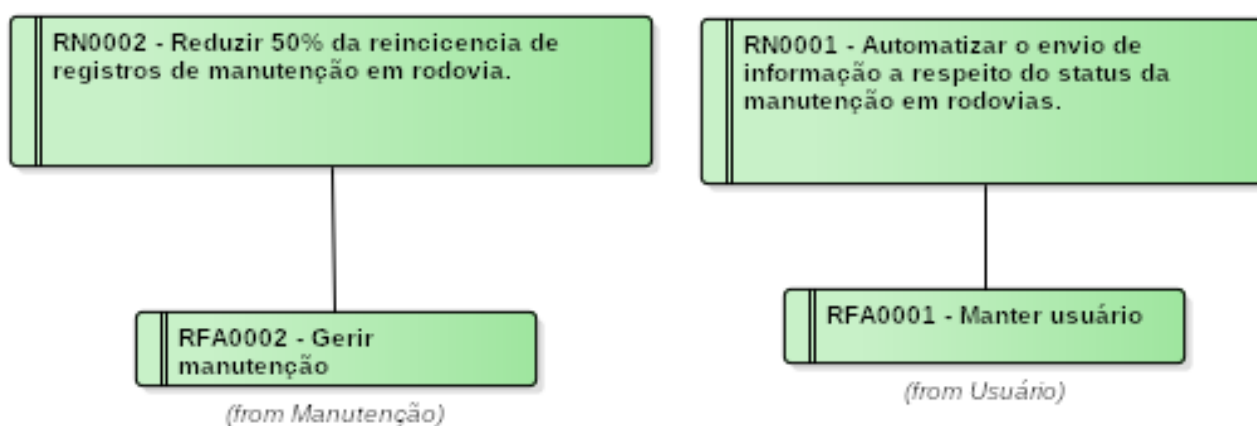 RN0002 - Reduzir 50% da reincicencia de
registros de manutenção em rodovia.
RFA0002 - Gerir
manutenção
(from Manutenção)
RN0001 - Automatizar o envio de
informação a respeito do status da
manutenção em rodovias.
RFA0001 - Manter usuário
(from Usuário)